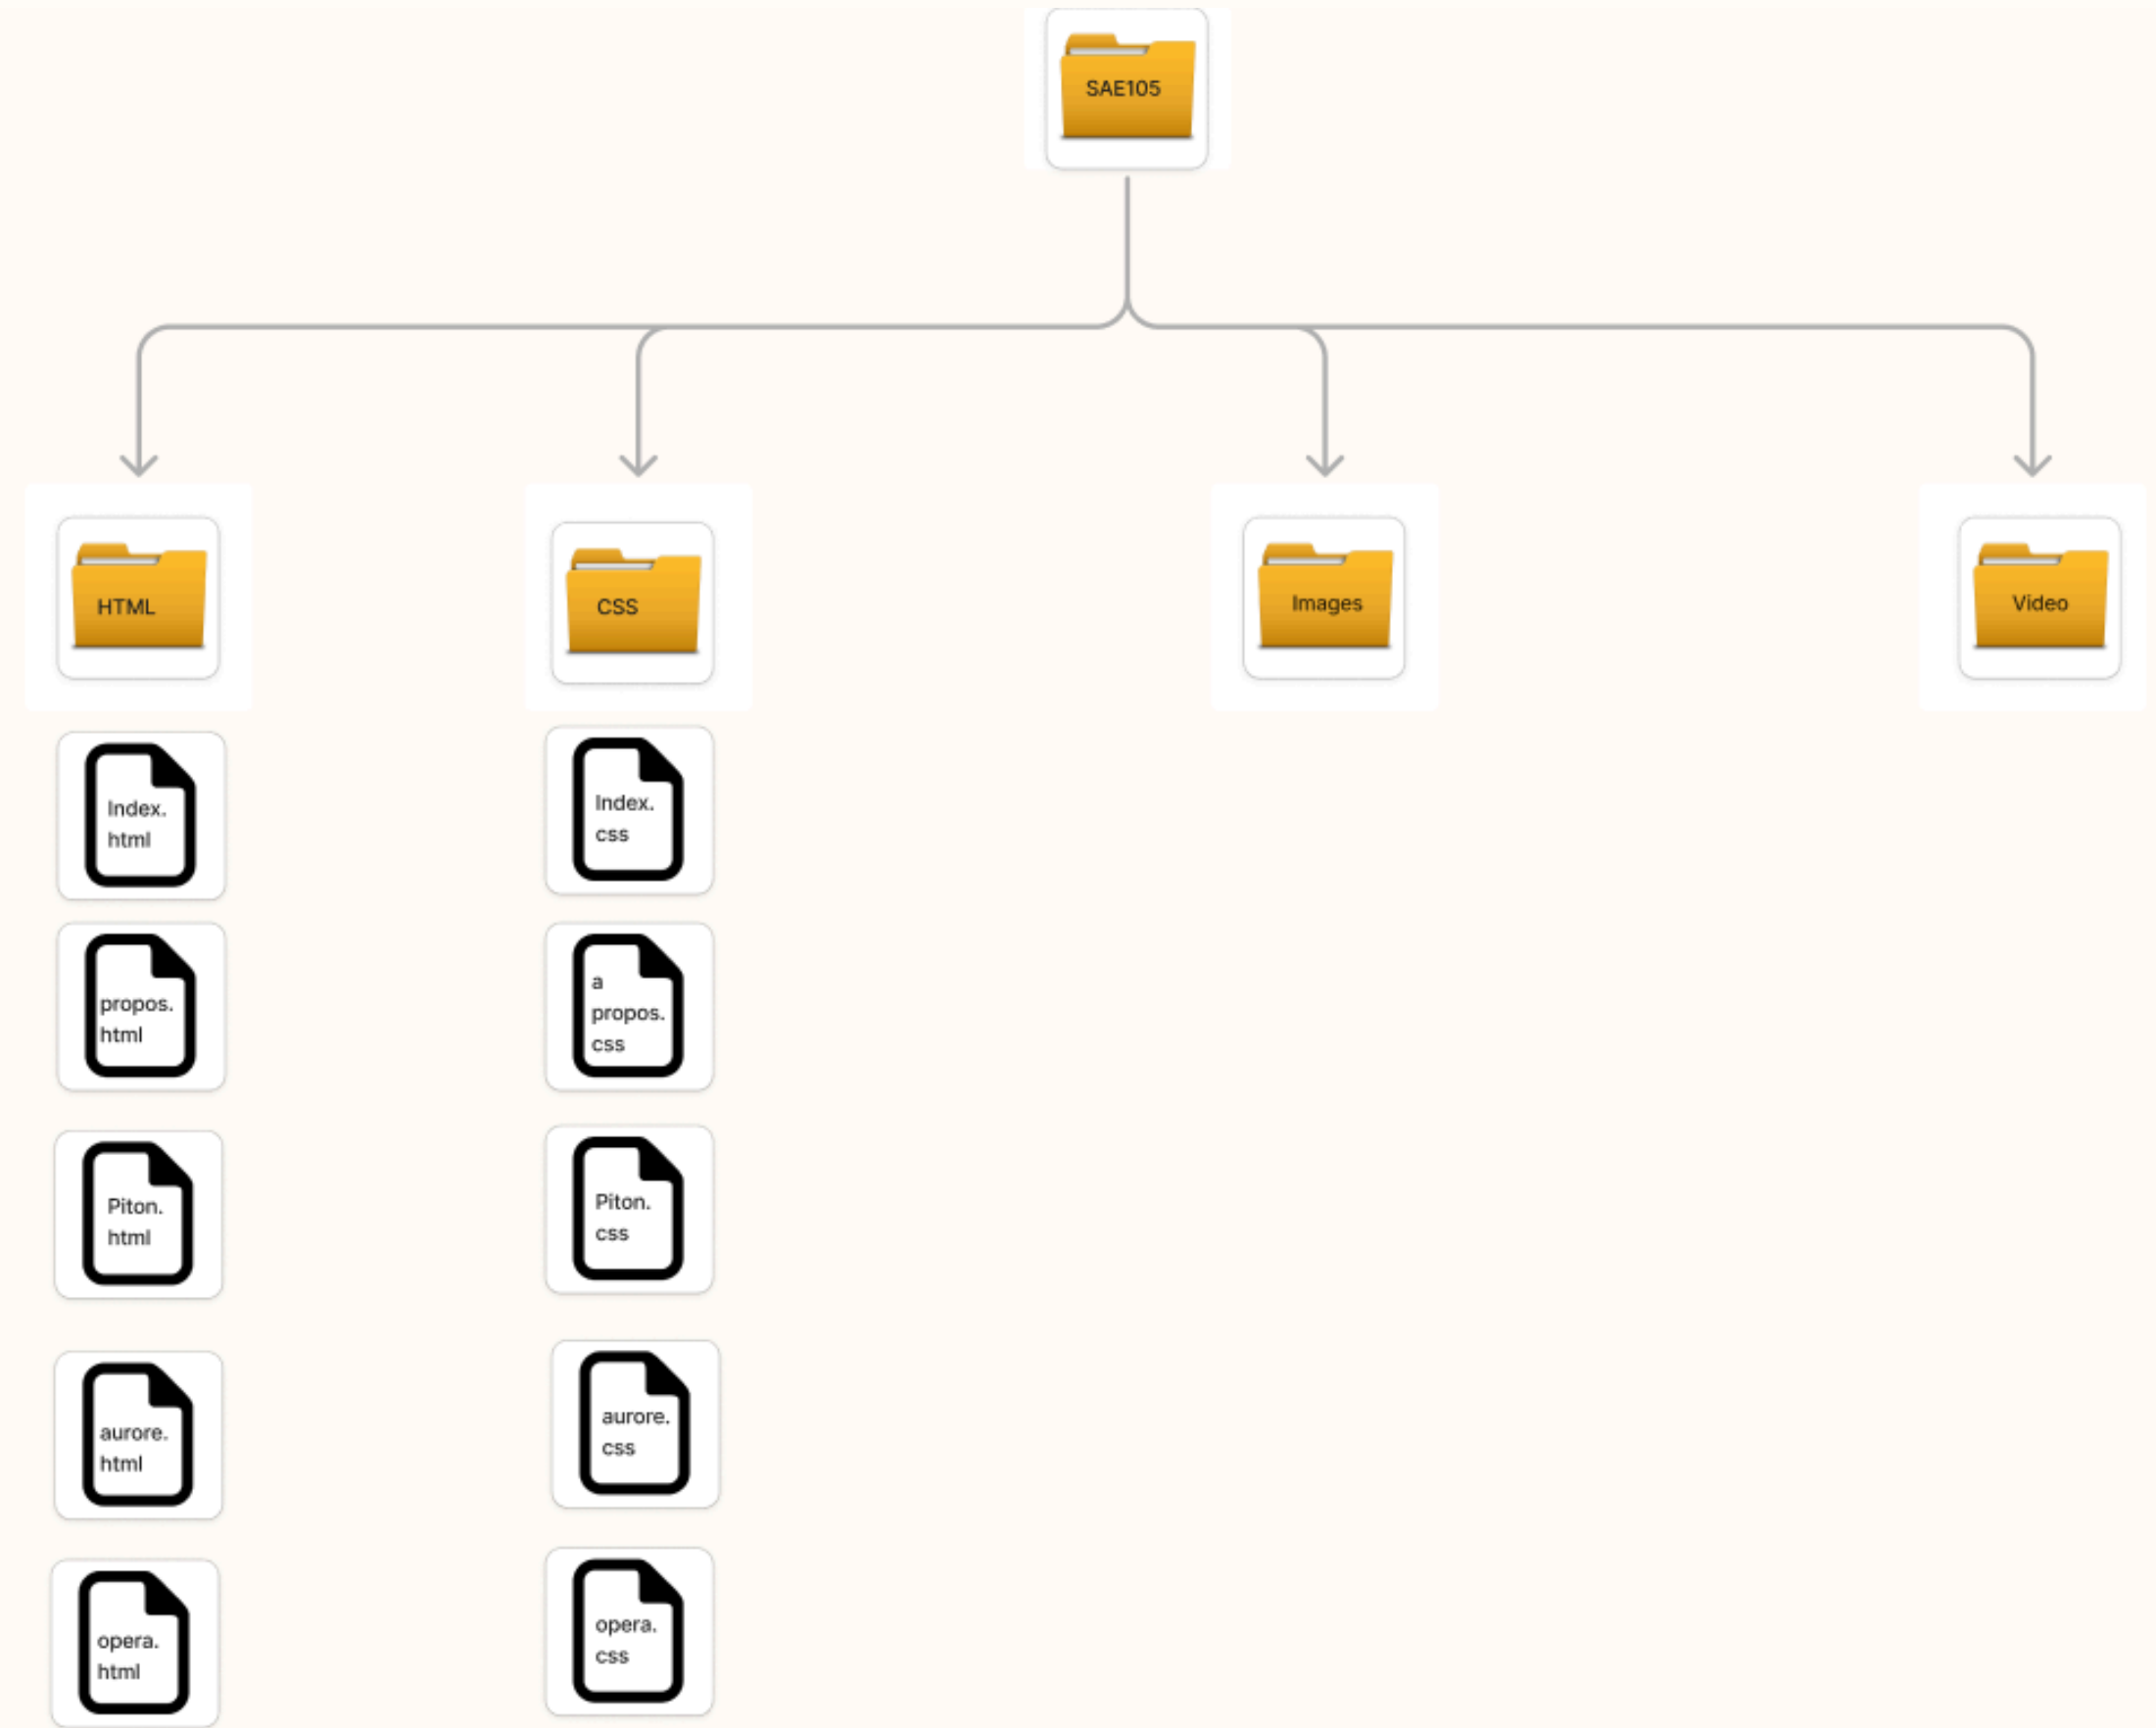 SAE105
HTML
CSS
Images
Video
Index.
html
Index.
css
propos.
html
a
propos.
css
Piton.
html
Piton.
css
aurore.
html
aurore.
css
opera.
html
opera.
css